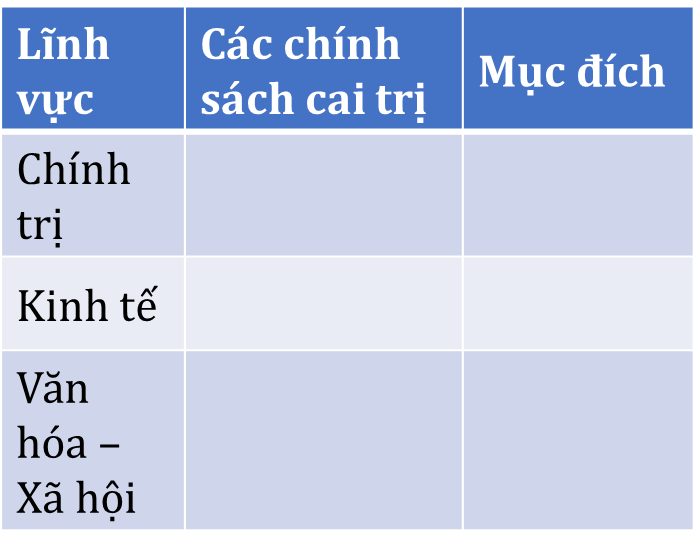 Lĩnh
vực
Các chính
sách cai trị
Mục đích
Chính
trị
Kinh tế
Văn
hóa –
Xã hội